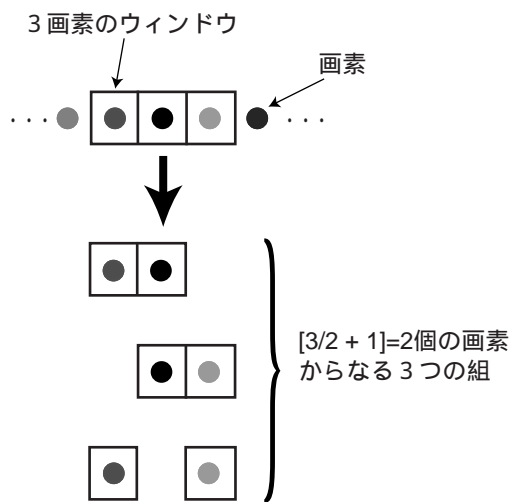 3画素のウィンドウ
画素
··· ···
[3/2 + 1]=2個の画素
からなる3つの組